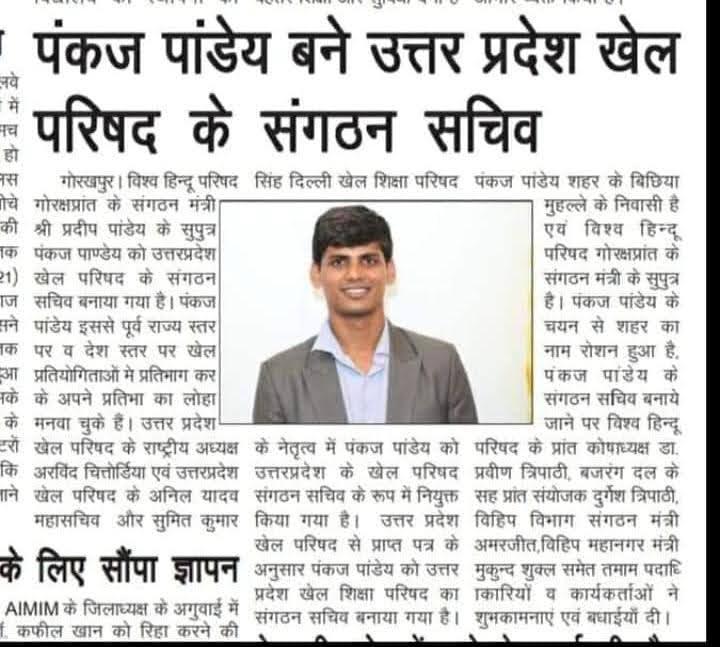 पंकज पांडेय बने उत्तर प्रदेश खेल
परिषद के संगठन सचिव
गोरखपुर। विश्व हिन्दू परिषद
गोरक्षप्रांत के संगठन मंत्री
श्री प्रदीप पांडेय के सुपुत्र
पंकज पाण्डेय को उत्तरप्रदेश
खेल परिषद के संगठन
सचिव बनाया गया है। पंकज
पांडेय इससे पूर्व राज्य स्तर
पर व देश स्तर पर खेल
प्रतियोगिताओं मे प्रतिभाग कर
के अपने प्रतिभा का लोहा
मनवा चुके हैं। उत्तर प्रदेश
खेल परिषद के राष्ट्रीय अध्यक्ष
अरविंद चित्तोर्डिया एवं उत्तरप्रदेश
खेल परिषद के अनिल यादव
महासचिव और सुमित कुमार
सिंह दिल्ली खेल शिक्षा परिषद
के नेतृत्व में पंकज पांडेय को
उत्तरप्रदेश के खेल परिषद
संगठन सचिव के रूप में नियुक्त
किया गया है। उत्तर प्रदेश
खेल परिषद से प्राप्त पत्र के
अनुसार पंकज पांडेय को उत्तर
प्रदेश खेल शिक्षा परिषद का
संगठन सचिव बनाया गया है।
पंकज पांडेय शहर के बिछिया
मुहल्ले के निवासी है
एवं विश्व हिन्दू
परिषद गोरक्षप्रांत के
संगठन मंत्री के सुपुत्र
है। पंकज पांडेय के
चयन से शहर का
नाम रोशन हुआ है,
पंकज पांडेय के
संगठन सचिव बनाये
जाने पर विश्व हिन्दू
परिषद के प्रांत कोषाध्यक्ष डा.
प्रवीण त्रिपाठी, बजरंग दल के
सह प्रांत संयोजक दुर्गेश त्रिपाठी,
विहिप विभाग संगठन मंत्री
अमरजीत,विहिप महानगर मंत्री
मुकुन्द शुक्ल समेत तमाम पदाधि
कारियों व कार्यकर्ताओं ने
शुभकामनाएं एवं बधाईयाँ दी।
के लिए सौंपा ज्ञापन
AIMIM के जिलाध्यक्ष के अगुवाई में
कफील खान को रिहा करने की